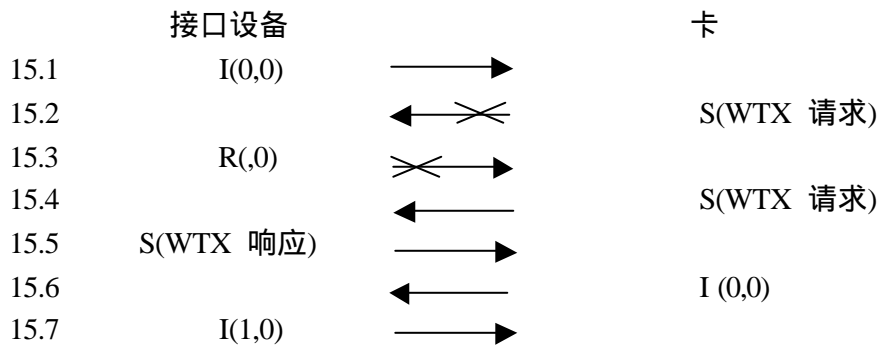 接口设备 卡
15.1 I(0,0)
15.2 S(WTX 请求)
15.3 R(,0)
15.4 S(WTX 请求)
15.5 S(WTX 响应)
15.6 I (0,0)
15.7 I(1,0)